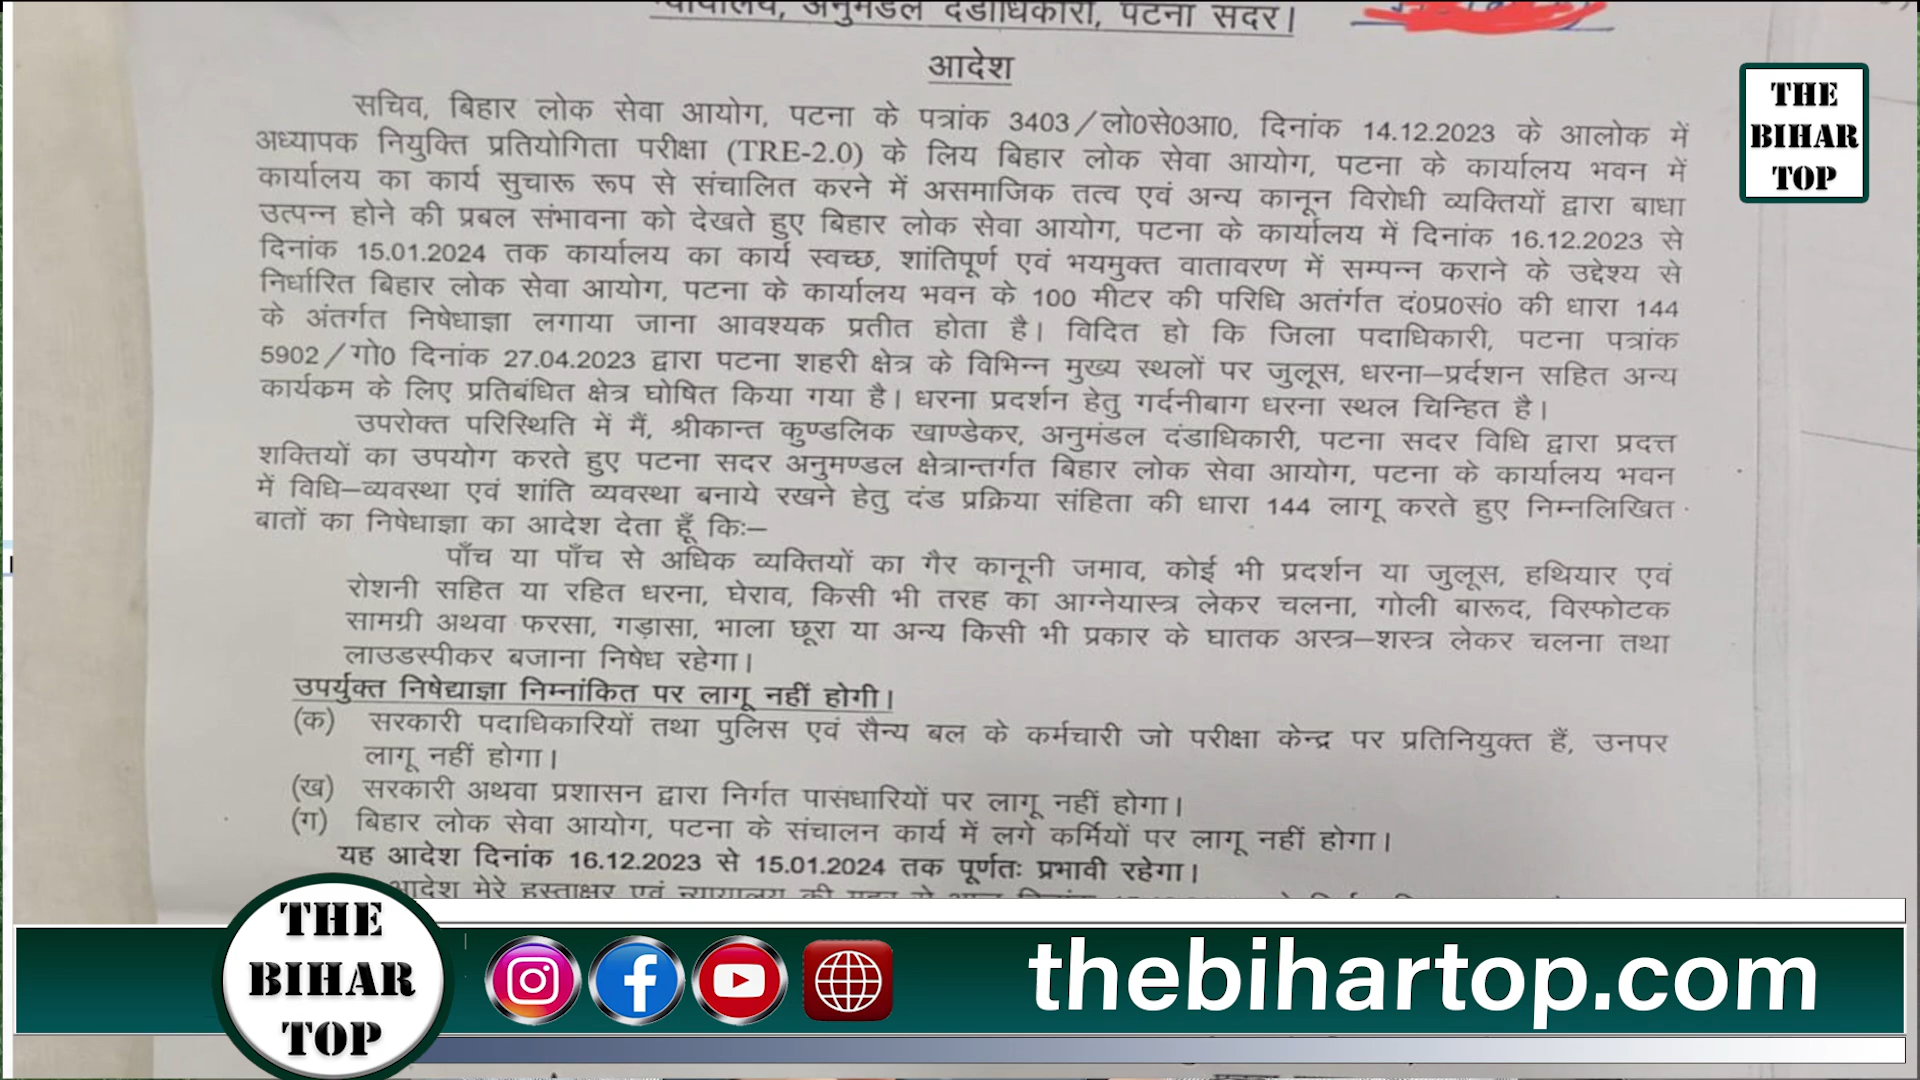 न्यायालय, अनुमंडल दंडाधिकारी, पटना सदर।
आदेश
सचिव, बिहार लोक सेवा आयोग, पटना के पत्रांक 3403/लो0से0आ0, दिनांक 14.12.2023 के आलोक में
अध्यापक नियुक्ति प्रतियोगिता परीक्षा (TRE-2.0) के लिय बिहार लोक सेवा आयोग, पटना के कार्यालय भवन में
कार्यालय का कार्य सुचारू रूप से संचालित करने में असमाजिक तत्व एवं अन्य कानून विरोधी व्यक्तियों द्वारा बाधा
उत्पन्न होने की प्रबल संभावना को देखते हुए बिहार लोक सेवा आयोग, पटना के कार्यालय में दिनांक 16.12.2023 से
दिनांक 15.01.2024 तक कार्यालय का कार्य स्वच्छ, शांतिपूर्ण एवं भयमुक्त वातावरण में सम्पन्न कराने के उद्देश्य से
निर्धारित बिहार लोक सेवा आयोग, पटना के कार्यालय भवन के 100 मीटर की परिधि अतंर्गत दं0प्र0सं0 की धारा 144
के अंतर्गत निषेधाज्ञा लगाया जाना आवश्यक प्रतीत होता है। विदित हो कि जिला पदाधिकारी, पटना पत्रांक
5902/गो0 दिनांक 27.04.2023 द्वारा पटना शहरी क्षेत्र के विभिन्न मुख्य स्थलों पर जुलूस, धरना–प्रर्दशन सहित अन्य
कार्यकम के लिए प्रतिबंधित क्षेत्र घोषित किया गया है। धरना प्रदर्शन हेतु गर्दनीबाग धरना स्थल चिन्हित है।
उपरोक्त परिस्थिति में मैं, श्रीकान्त कुण्डलिक खाण्डेकर, अनुमंडल दंडाधिकारी, पटना सदर विधि द्वारा प्रदत्त
शक्तियों का उपयोग करते हुए पटना सदर अनुमण्डल क्षेत्रान्तर्गत बिहार लोक सेवा आयोग, पटना के कार्यालय भवन
में विधि–व्यवस्था एवं शांति व्यवस्था बनाये रखने हेतु दंड प्रक्रिया संहिता की धारा 144 लागू करते हुए निम्नलिखित
बातों का निषेधाज्ञा का आदेश देता हूँ कि:–
पाँच या पाँच से अधिक व्यक्तियों का गैर कानूनी जमाव, कोई भी प्रदर्शन या जुलूस, हथियार एवं
रोशनी सहित या रहित धरना, घेराव, किसी भी तरह का आग्नेयास्त्र लेकर चलना, गोली बारूद, विस्फोटक
सामग्री अथवा फरसा, गड़ासा, भाला छूरा या अन्य किसी भी प्रकार के घातक अस्त्र–शस्त्र लेकर चलना तथा
लाउडस्पीकर बजाना निषेध रहेगा।
उपर्युक्त निषेद्याज्ञा निम्नांकित पर लागू नहीं होगी।
(क) सरकारी पदाधिकारियों तथा पुलिस एवं सैन्य बल के कर्मचारी जो परीक्षा केन्द्र पर प्रतिनियुक्त हैं, उनपर
लागू नहीं होगा।
(ख) सरकारी अथवा प्रशासन द्वारा निर्गत पासधारियों पर लागू नहीं होगा।
(ग) बिहार लोक सेवा आयोग, पटना के संचालन कार्य में लगे कर्मियों पर लागू नहीं होगा।
यह आदेश दिनांक 16.12.2023 से 15.01.2024 तक पूर्णतः प्रभावी रहेगा।
आदेश मेरे हस्ताक्षर एवं न्यायालय की मुहर से आज दिनांक
THE
BIHAR
TOP
THE
BIHAR
TOP
thebihartop.com